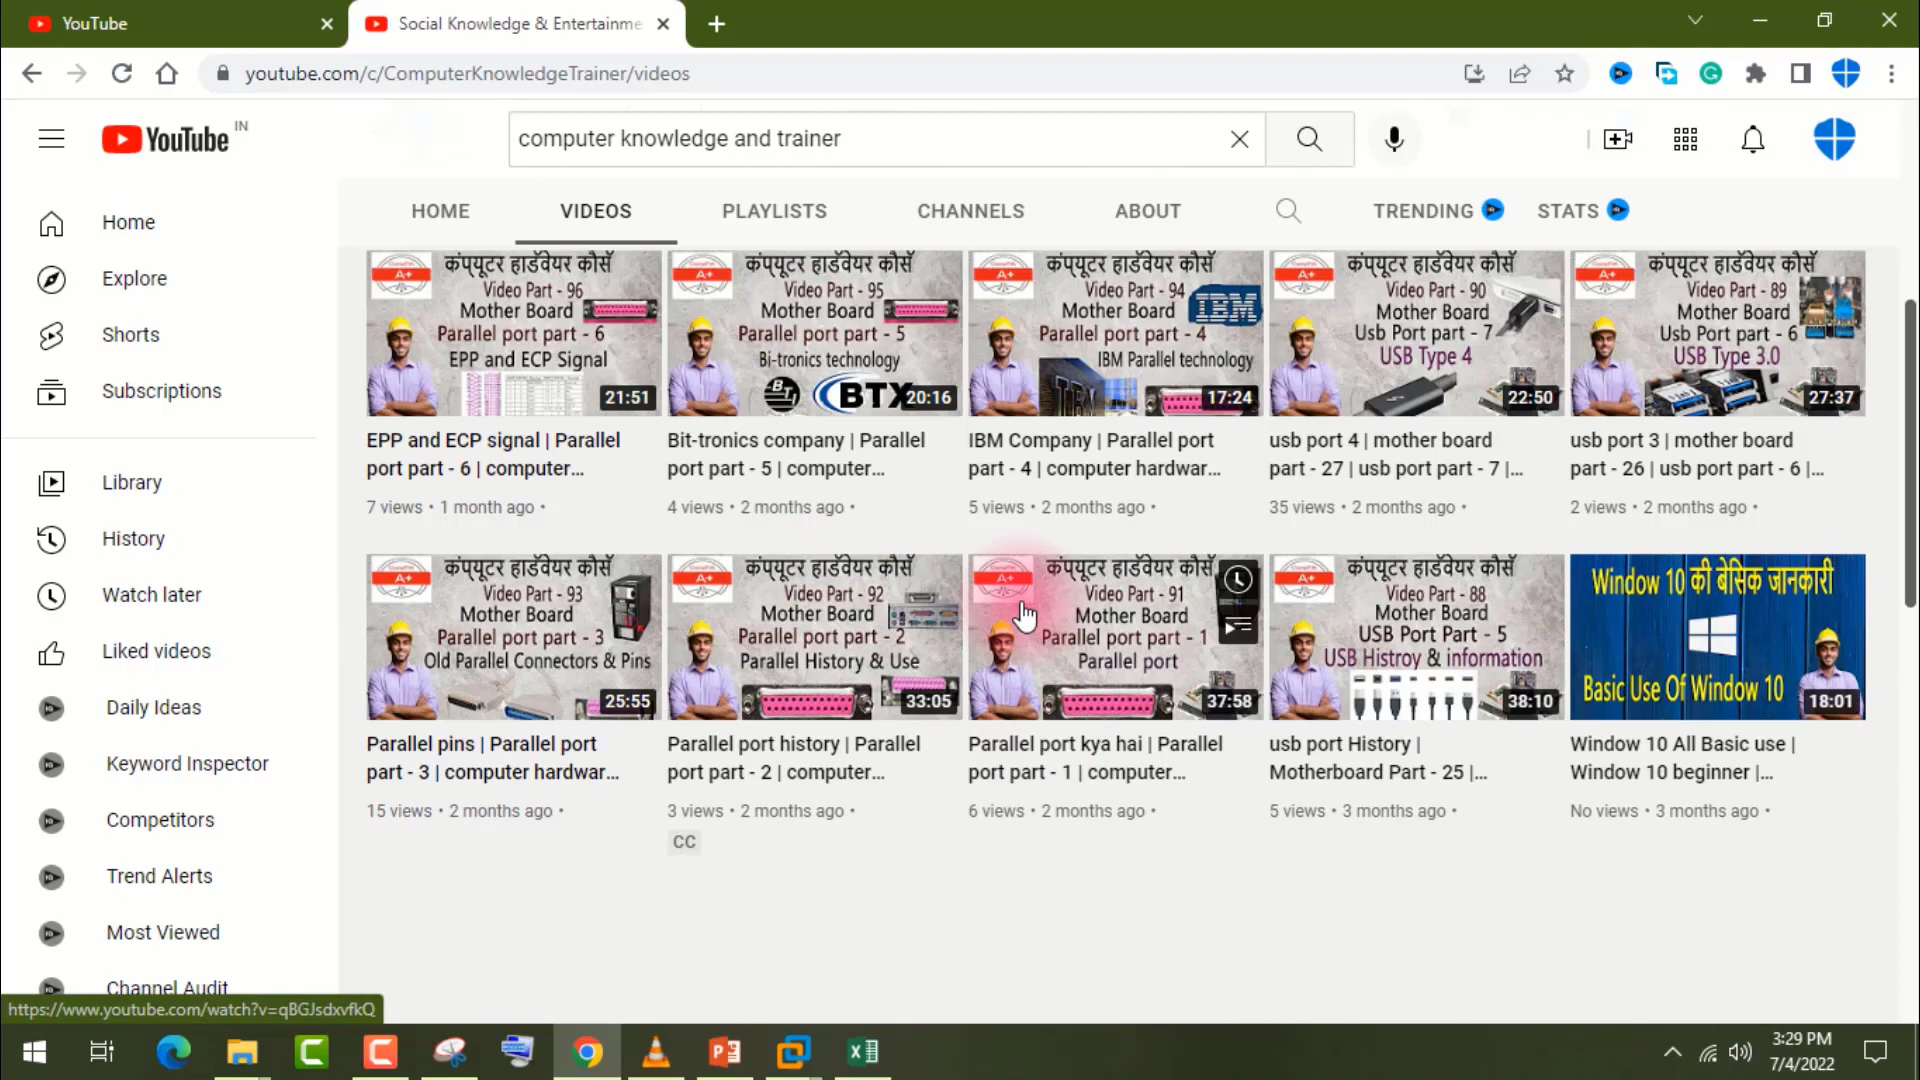 YouTube
Social Knowledge & Entertainme
youtube.com/c/ComputerKnowledgeTrainer/videos
YouTube IN
computer knowledge and trainer
HOME
VIDEOS
PLAYLISTS
CHANNELS
ABOUT
TRENDING
STATS
Home
Explore
Shorts
Subscriptions
Library
History
Watch later
Liked videos
Daily Ideas
Keyword Inspector
Competitors
Trend Alerts
Most Viewed
Channel Audit
A+
कंप्यूटर हार्डवेयर कोर्स
Video Part - 96
Mother Board
Parallel port part - 6
EPP and ECP Signal
21:51
EPP and ECP signal | Parallel
port part - 6 | computer...
7 views • 1 month ago •
A+
कंप्यूटर हार्डवेयर कोर्स
Video Part - 95
Mother Board
Parallel port part - 5
Bi-tronics technology
BTX
20:16
Bit-tronics company | Parallel
port part - 5 | computer...
4 views • 2 months ago •
A+
कंप्यूटर हार्डवेयर कोर्स
Video Part - 94
Mother Board
IBM
Parallel port part - 4
IBM Parallel technology
17:24
IBM Company | Parallel port
part - 4 | computer hardwar...
5 views • 2 months ago •
A+
कंप्यूटर हार्डवेयर कोर्स
Video Part - 90
Mother Board
Usb Port part - 7
USB Type 4
22:50
usb port 4 | mother board
part - 27 | usb port part - 7 |...
35 views • 2 months ago •
A+
कंप्यूटर हार्डवेयर कोर्स
Video Part - 89
Mother Board
Usb Port part - 6
USB Type 3.0
27:37
usb port 3 | mother board
part - 26 | usb port part - 6 |...
2 views • 2 months ago •
A+
कंप्यूटर हार्डवेयर कोर्स
Video Part - 93
Mother Board
Parallel port part - 3
Old Parallel Connectors & Pins
25:55
Parallel pins | Parallel port
part - 3 | computer hardwar...
15 views • 2 months ago •
A+
कंप्यूटर हार्डवेयर कोर्स
Video Part - 92
Mother Board
Parallel port part - 2
Parallel History & Use
33:05
Parallel port history | Parallel
port part - 2 | computer...
3 views • 2 months ago •
CC
A+
कंप्यूटर हार्डवेयर कोर्स
Video Part - 91
Mother Board
Parallel port part - 1
Parallel port
37:58
Parallel port kya hai | Parallel
port part - 1 | computer...
6 views • 2 months ago •
A+
कंप्यूटर हार्डवेयर कोर्स
Video Part - 88
Mother Board
USB Port Part - 5
USB Histroy & information
38:10
usb port History |
Motherboard Part - 25 |...
5 views • 3 months ago •
Window 10 की बेसिक जानकारी
Basic Use Of Window 10
18:01
Window 10 All Basic use |
Window 10 beginner |...
No views • 3 months ago •
https://www.youtube.com/watch?v=qBGJsdxvfkQ
3:29 PM
7/4/2022